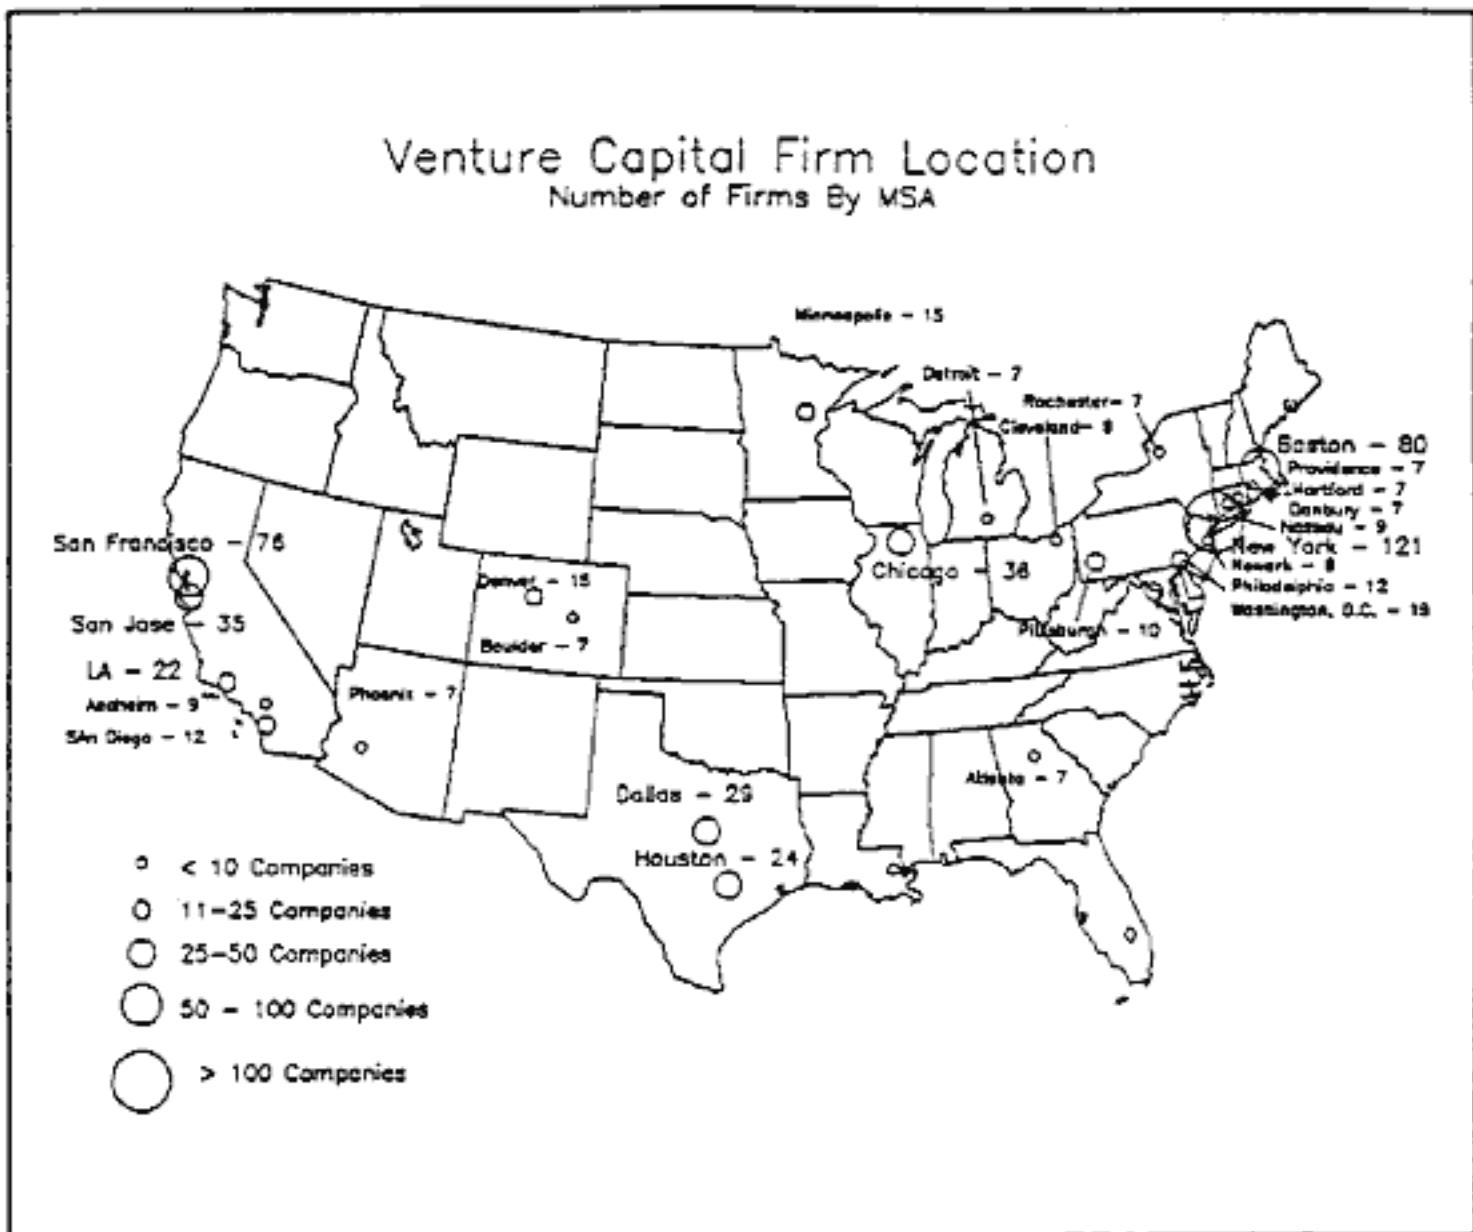 Venture Capital Firm Location
Number of Firms By MSA
Minneapolis - 15
Detroit - 7
Rochester- 7
Cleveland- 8
Boston - 80
Providence - 7
Hartford - 7
Danbury - 7
Nassau - 9
New York - 121
Newark - 8
Philadelphia - 12
Washington, D.C. -
San Francisco - 76
San Jose - 35
LA - 22
Anaheim - 9
SAn Diego - 12
Denver - 15
Boulder - 7
Phoenix - 7
Chicago - 36
Pittsburgh - 10
Dallas - 29
Houston - 24
Atlanta - 7
< 10 Companies
11-25 Companies
25-50 Companies
50 - 100 Companies
> 100 Companies